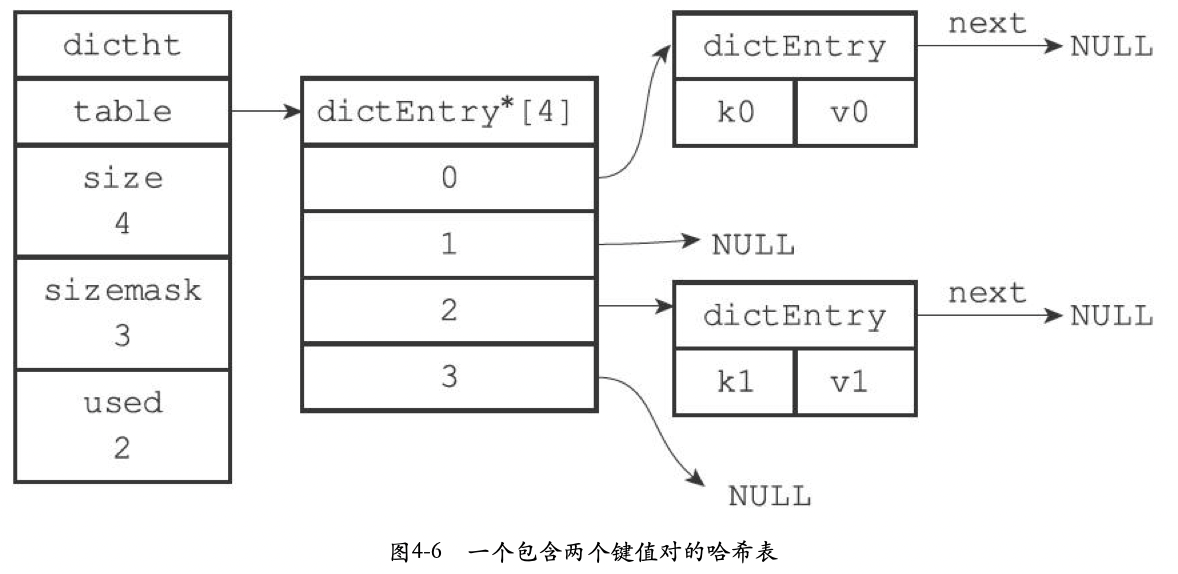 dictht
table
size
4
sizemask
3
used
2
dictEntry*[4]
0
1
2
3
dictEntry
k0 v0
next
NULL
NULL
dictEntry
k1 v1
next
NULL
NULL
图4-6 一个包含两个键值对的哈希表